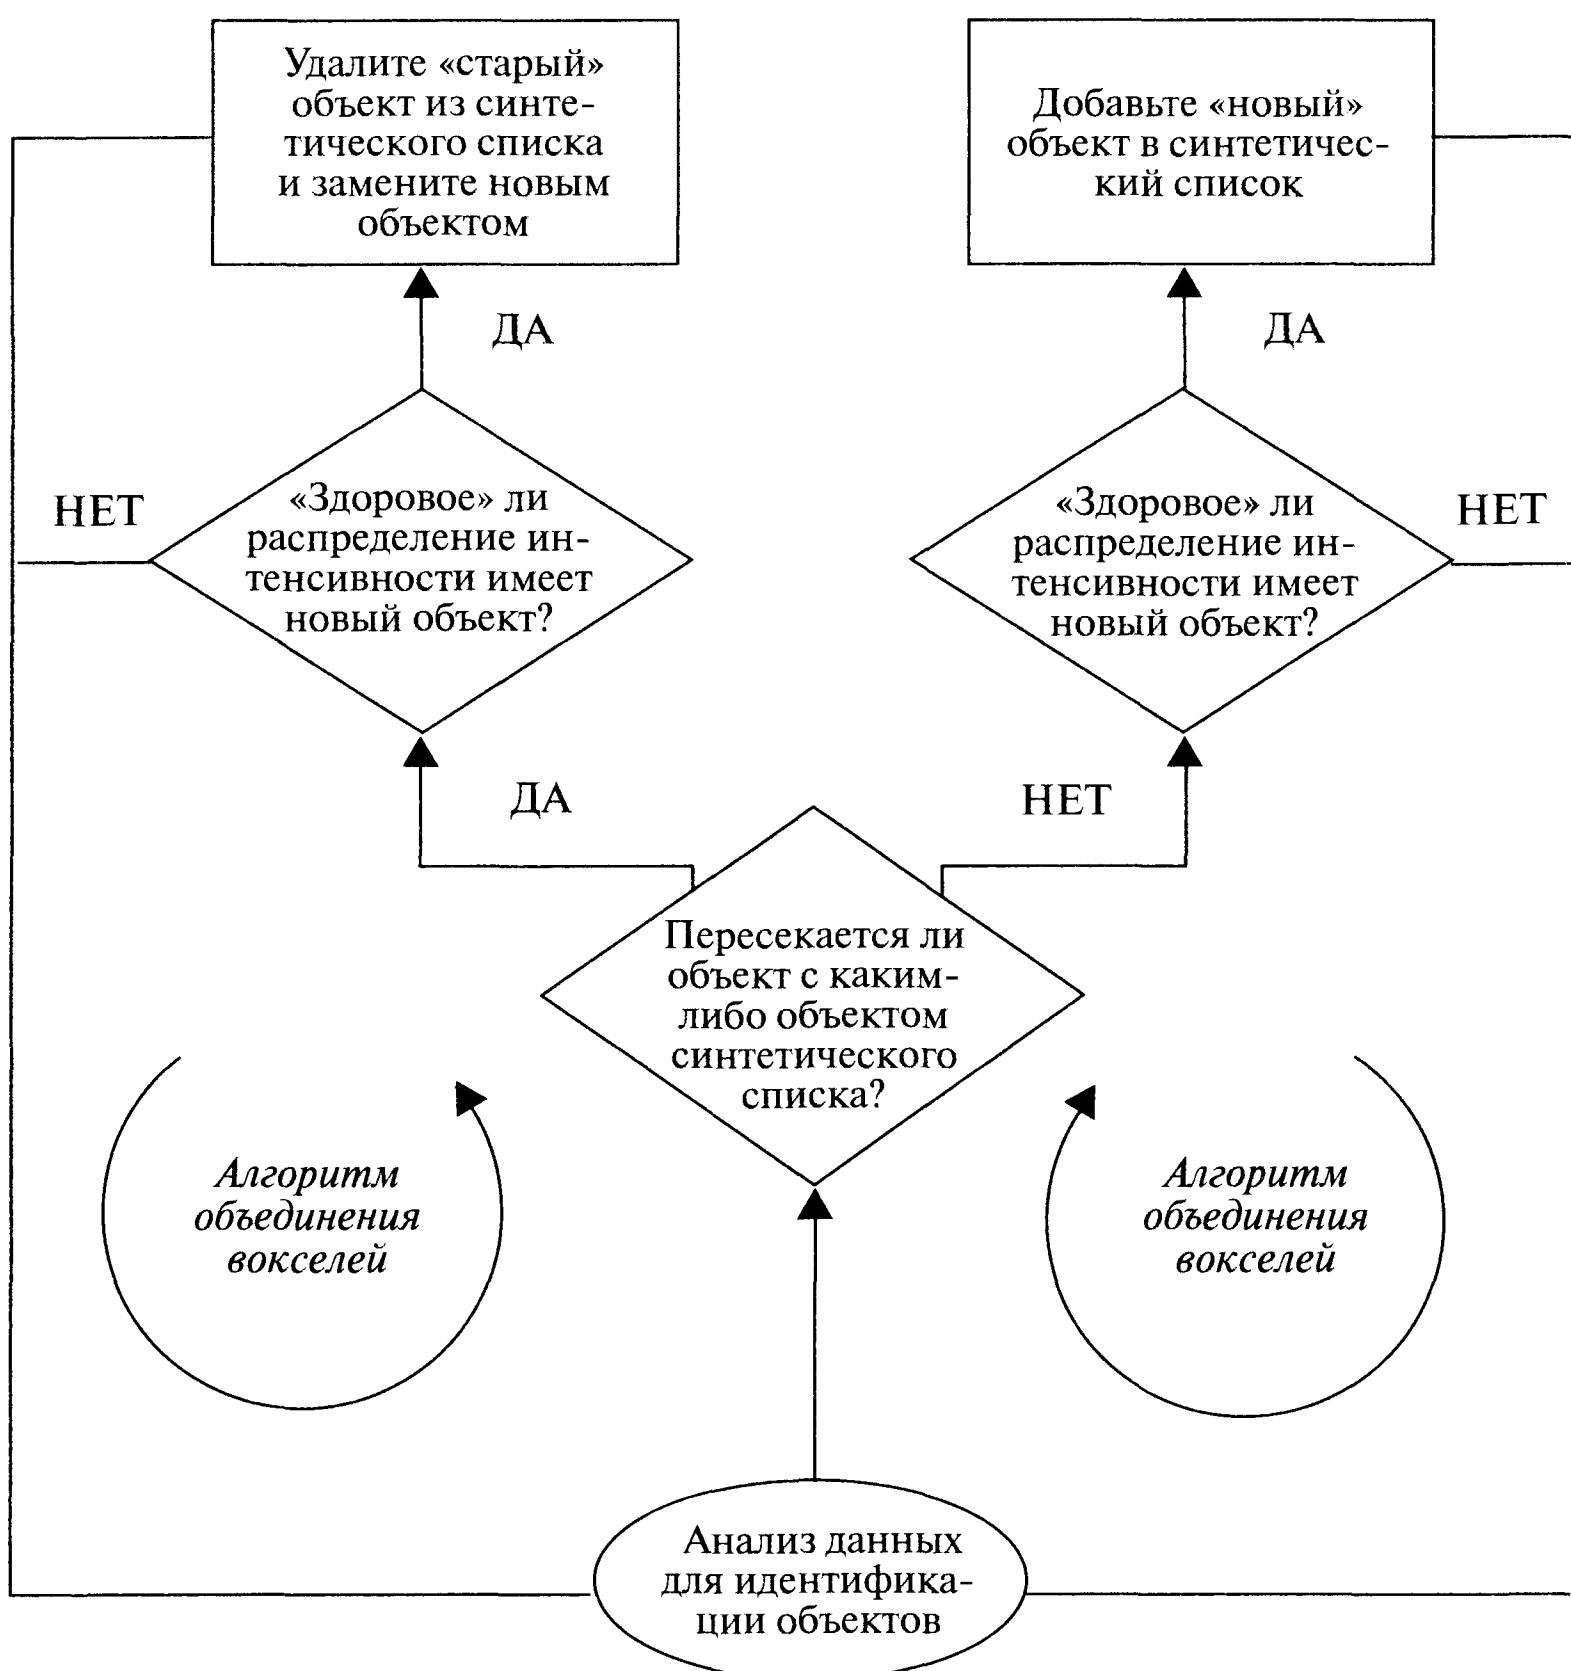 Удалите «старый»
объект из синте-
тического списка
и замените новым
объектом
Добавьте «новый»
объект в синтетичес-
кий список
ДА
ДА
НЕТ
«Здоровое» ли
распределение ин-
тенсивности имеет
новый объект?
«Здоровое» ли
распределение ин-
тенсивности имеет
новый объект?
НЕТ
ДА
НЕТ
Пересекается ли
объект с каким-
либо объектом
синтетического
списка?
Алгоритм
объединения
вокселей
Алгоритм
объединения
вокселей
Анализ данных
для идентифика-
ции объектов